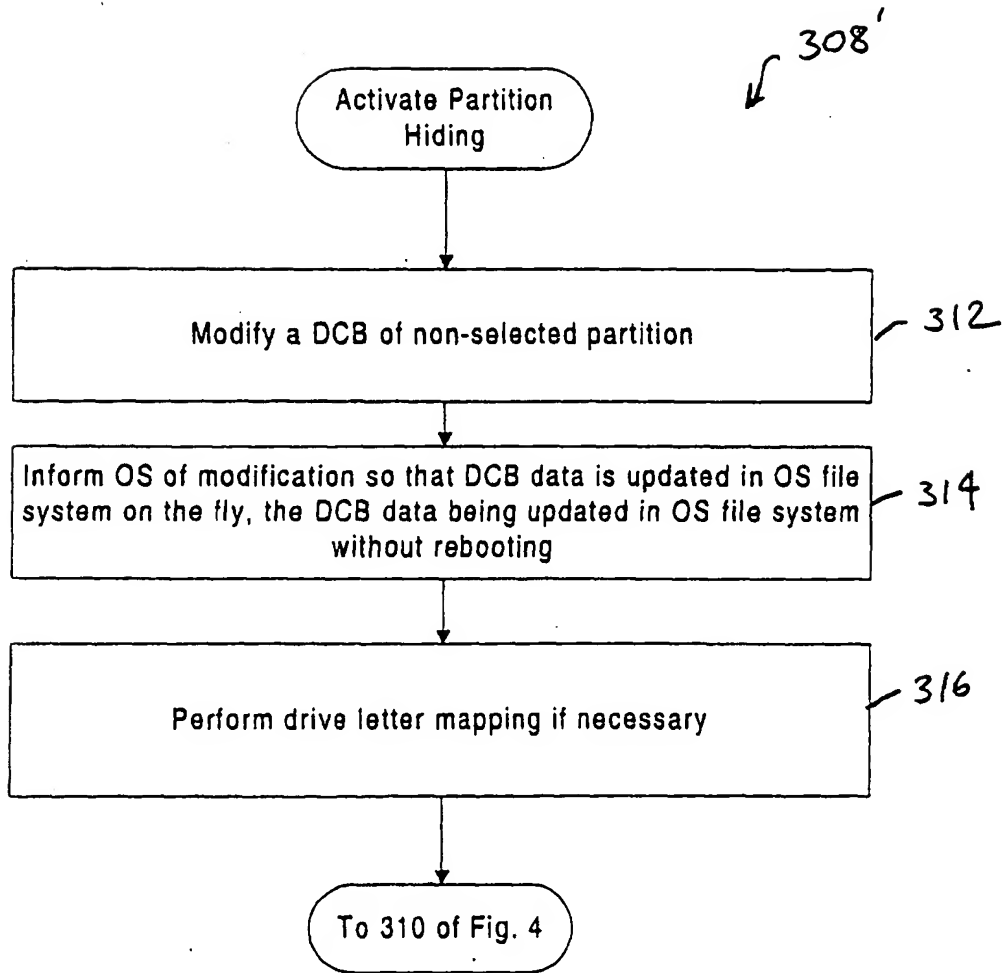 308'
Activate Partition
Hiding
Modify a DCB of non-selected partition
312
Inform OS of modification so that DCB data is updated in OS file
system on the fly, the DCB data being updated in OS file system
without rebooting
314
Perform drive letter mapping if necessary
316
To 310 of Fig. 4